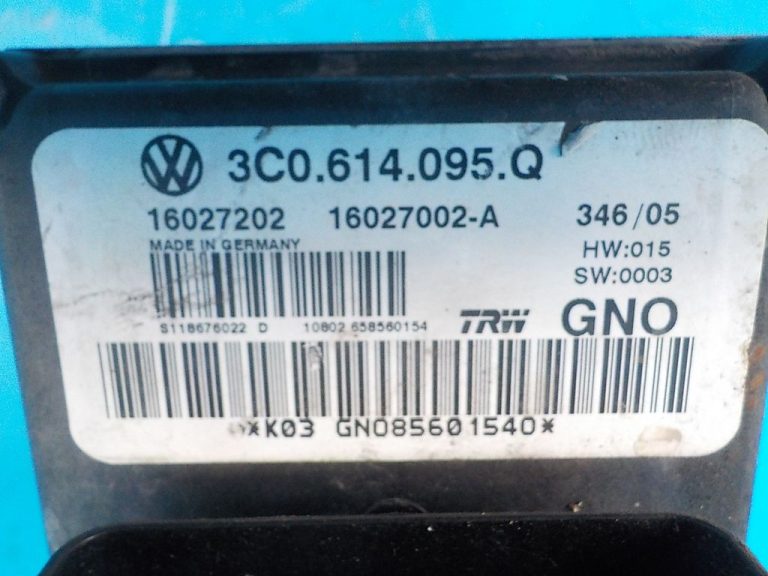 3C0.614.095.Q
16027202 16027002-A 346/05
MADE IN GERMANY HW:015
SW:0003
S118676022 D 10802 658560154 TRW GNO
*K03 GNO85601540*